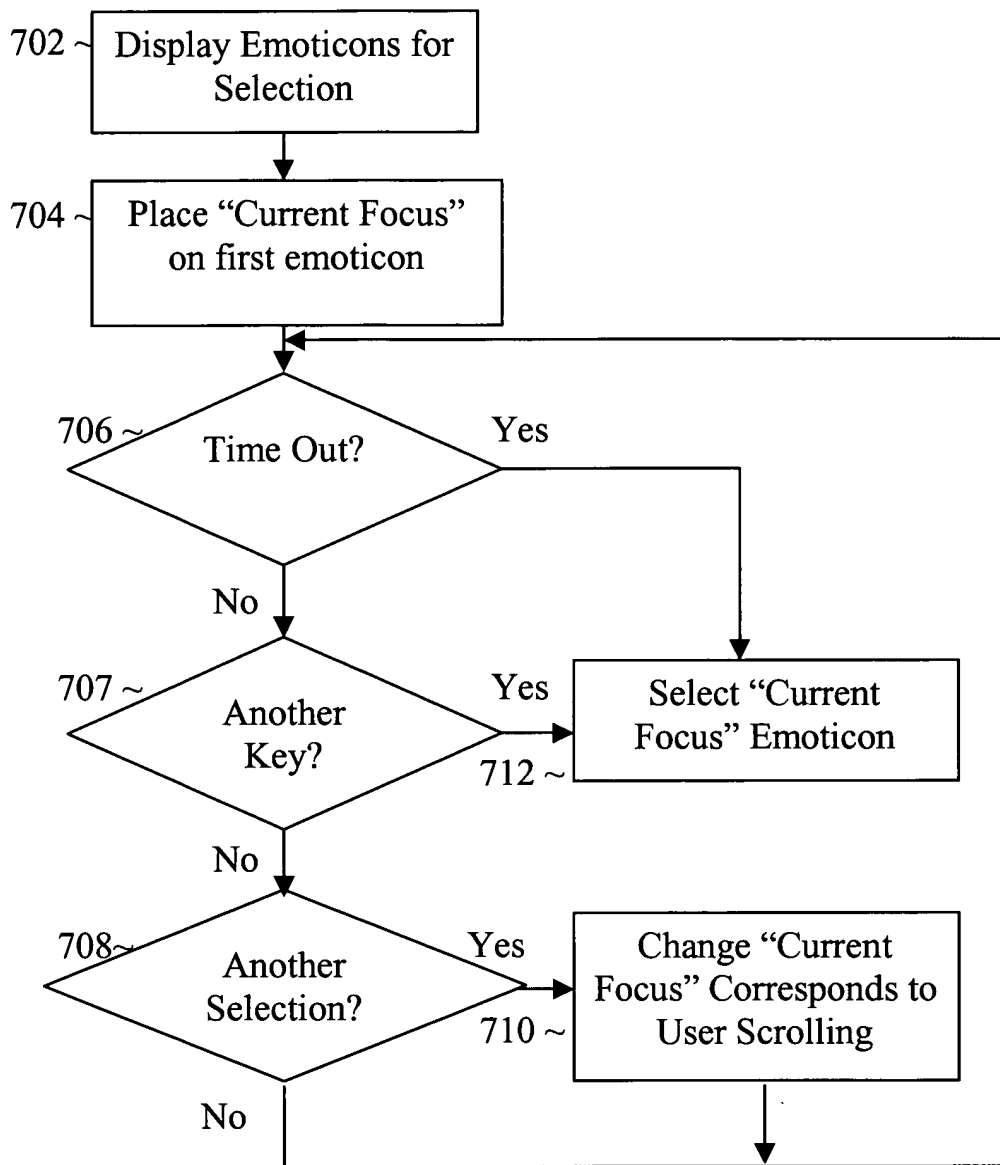 702 ~
Display Emoticons for
Selection
704 ~
Place “Current Focus”
on first emoticon
706 ~
Time Out?
Yes
No
707 ~
Another
Key?
Yes
712 ~
Select “Current
Focus” Emoticon
No
708~
Another
Selection?
Yes
710 ~
Change “Current
Focus” Corresponds to
User Scrolling
No